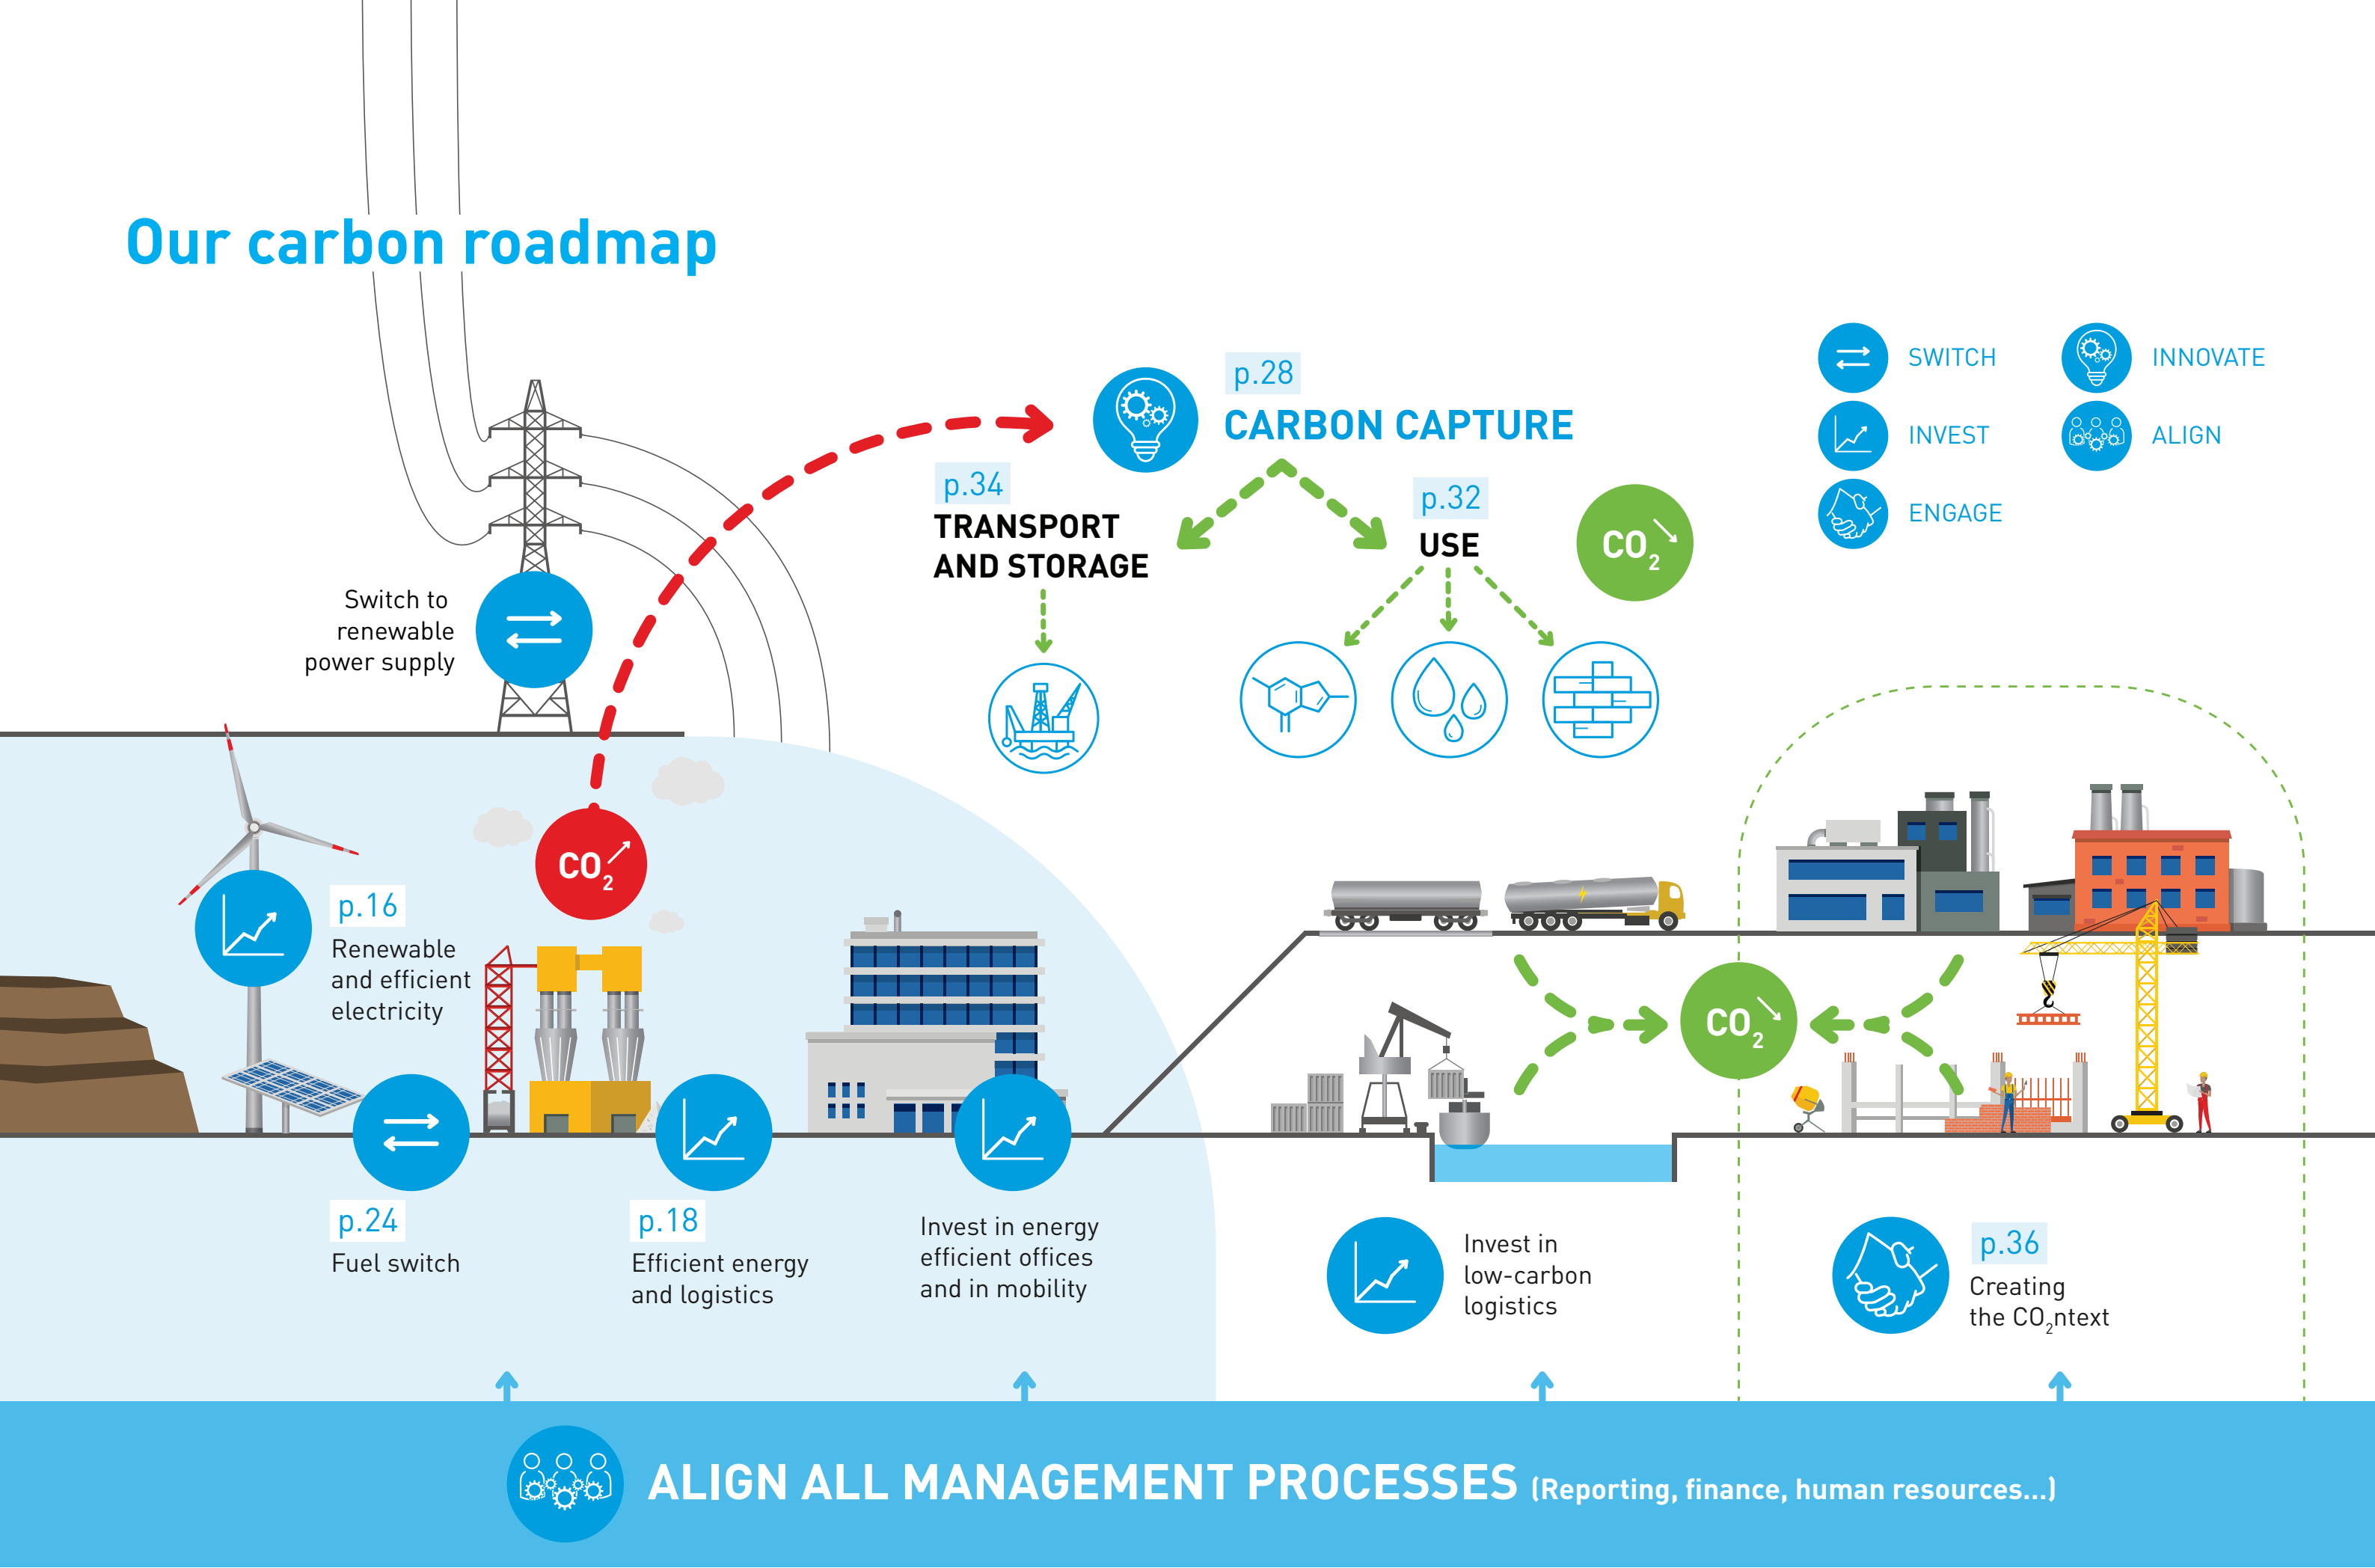 Our carbon roadmap
p.28
CARBON CAPTURE
SWITCH
INNOVATE
INVEST
ALIGN
ENGAGE
p.34
TRANSPORT
AND STORAGE
p.32
USE
CO2
Switch to
renewable
power supply
CO2
p.16
Renewable
and efficient
electricity
CO2
p.24
Fuel switch
p.18
Efficient energy
and logistics
Invest in energy
efficient offices
and in mobility
Invest in
low-carbon
logistics
p.36
Creating
the CO2ntext
ALIGN ALL MANAGEMENT PROCESSES (Reporting, finance, human resources...)